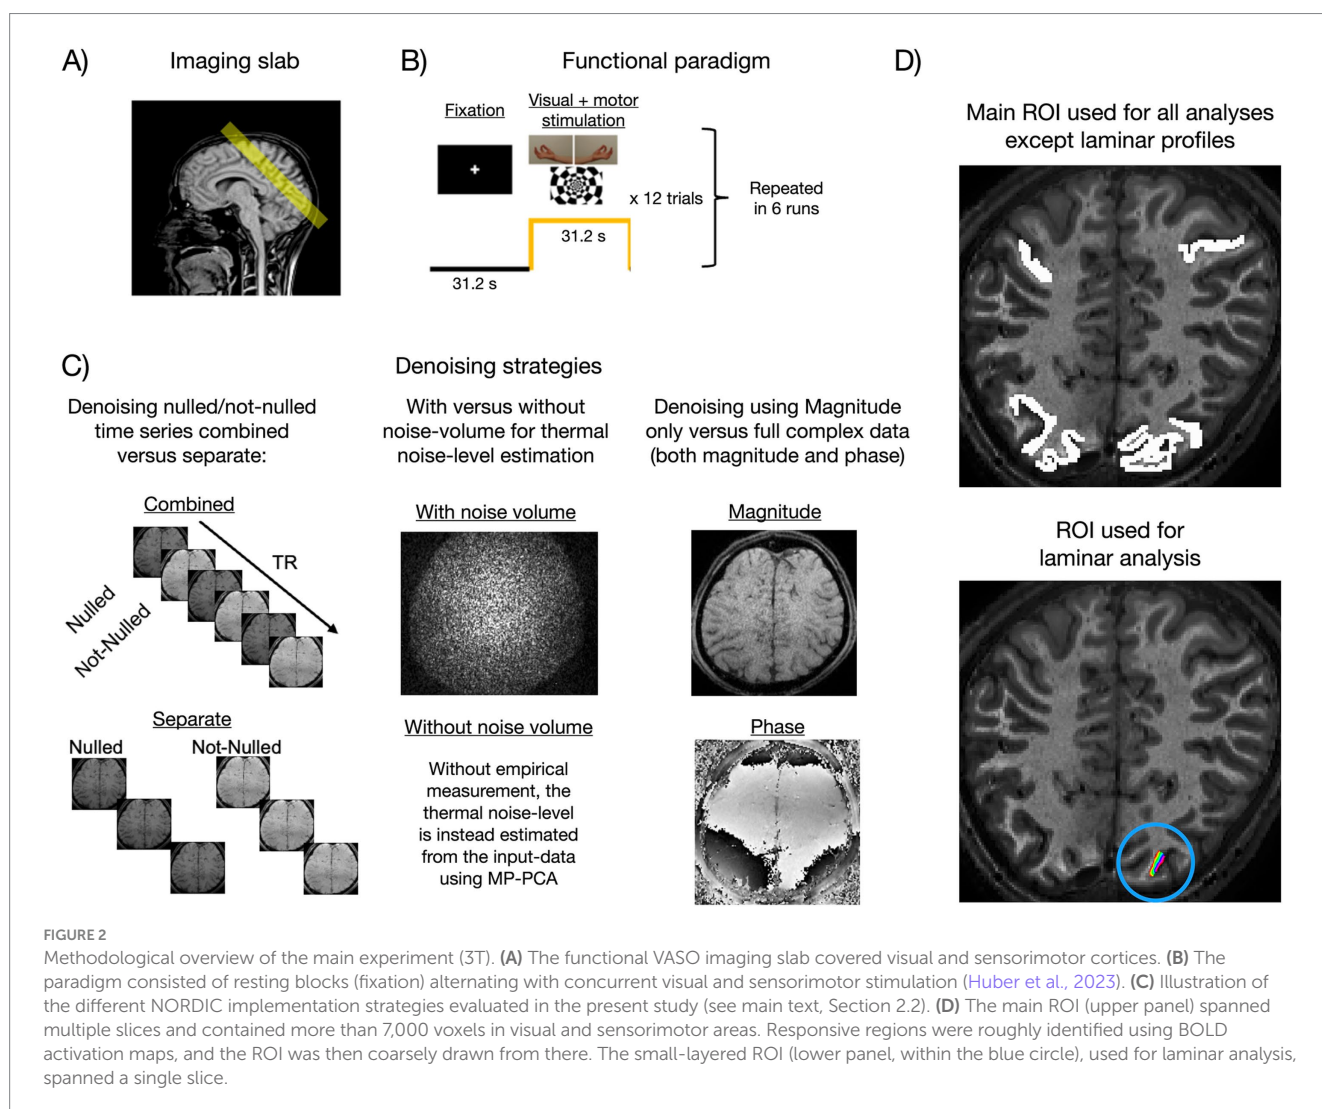 A)
Imaging slab
B)
Functional paradigm
Fixation
Visual + motor
stimulation
x 12 trials
Repeated
in 6 runs
31.2 s
31.2 s
C)
Denoising strategies
Denoising nulled/not-nulled
time series combined
versus separate:
Combined
TR
Nulled
Not-Nulled
Separate
Nulled
Not-Nulled
With versus without
noise-volume for thermal
noise-level estimation
With noise volume
Without noise volume
Without empirical
measurement, the
thermal noise-level
is instead estimated
from the input-data
using MP-PCA
Denoising using Magnitude
only versus full complex data
(both magnitude and phase)
Magnitude
Phase
D)
Main ROI used for all analyses
except laminar profiles
ROI used for
laminar analysis
FIGURE 2
Methodological overview of the main experiment (3T). (A) The functional VASO imaging slab covered visual and sensorimotor cortices. (B) The
paradigm consisted of resting blocks (fixation) alternating with concurrent visual and sensorimotor stimulation (Huber et al., 2023). (C) Illustration of
the different NORDIC implementation strategies evaluated in the present study (see main text, Section 2.2). (D) The main ROI (upper panel) spanned
multiple slices and contained more than 7,000 voxels in visual and sensorimotor areas. Responsive regions were roughly identified using BOLD
activation maps, and the ROI was then coarsely drawn from there. The small-layered ROI (lower panel, within the blue circle), used for laminar analysis,
spanned a single slice.